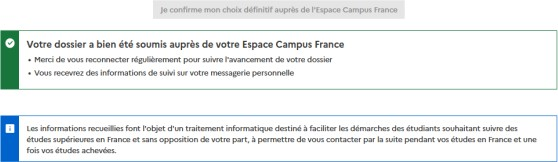 Je confirme mon choix définitif auprès de l'Espace Campus France
Votre dossier a bien été soumis auprès de votre Espace Campus France
• Merci de vous reconnecter régulièrement pour suivre l'avancement de votre dossier
• Vous recevrez des informations de suivi sur votre messagerie personnelle
Les informations recueillies font l'objet d'un traitement informatique destiné à faciliter les démarches des étudiants souhaitant suivre des
études supérieures en France et sans opposition de votre part, à permettre de vous contacter par la suite pendant vos études en France et une
fois vos études achevées.